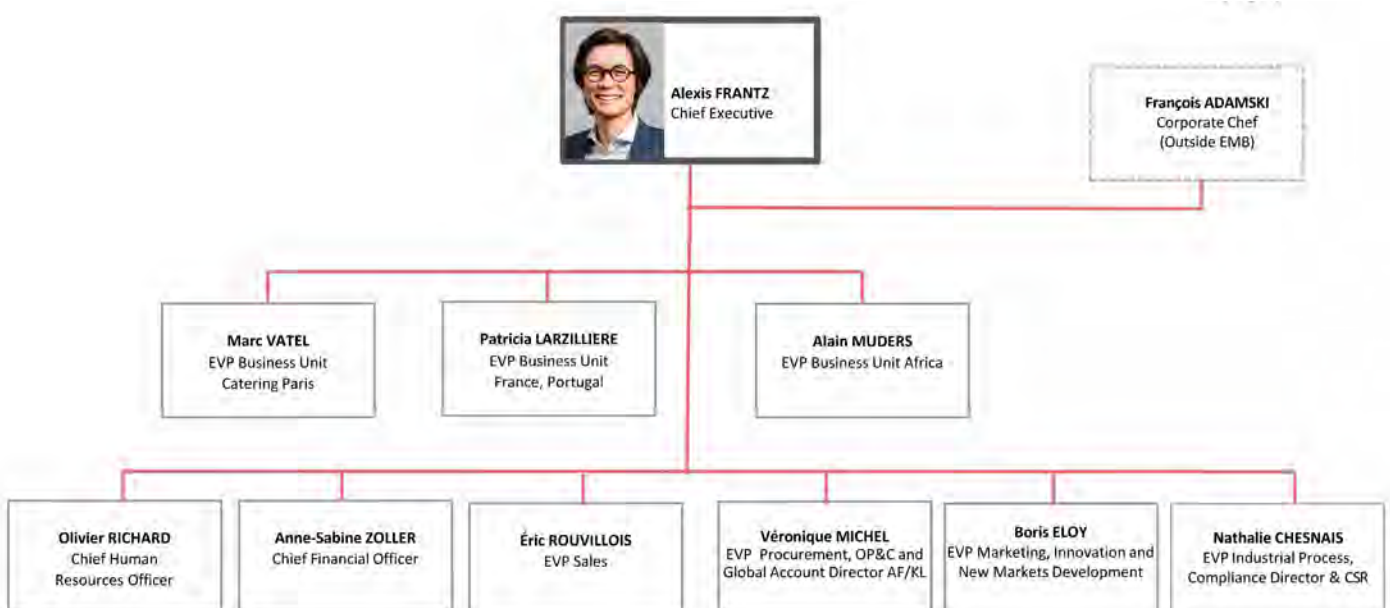 Alexis FRANTZ
Chief Executive
François ADAMSKI
Corporate Chef
(Outside EMB)
Marc VATEL
EVP Business Unit
Catering Paris
Patricia LARZILLIERE
EVP Business Unit
France, Portugal
Alain MUDERS
EVP Business Unit Africa
Olivier RICHARD
Chief Human
Resources Officer
Anne-Sabine ZOLLER
Chief Financial Officer
Éric ROUVILLOIS
EVP Sales
Véronique MICHEL
EVP Procurement, OP&C and
Global Account Director AF/KL
Boris ELOY
EVP Marketing, Innovation and
New Markets Development
Nathalie CHESNAIS
EVP Industrial Process,
Compliance Director & CSR